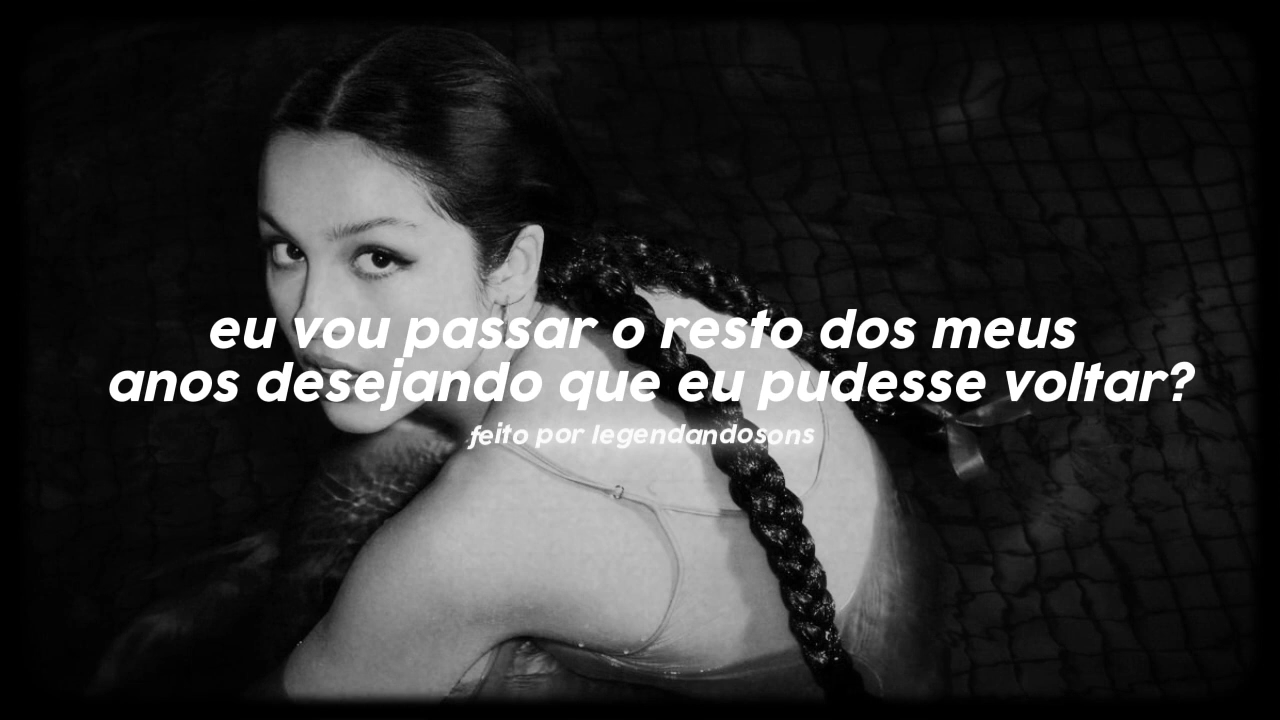 eu vou passar o resto dos meus
anos desejando que eu pudesse voltar?
feito por legendandosons